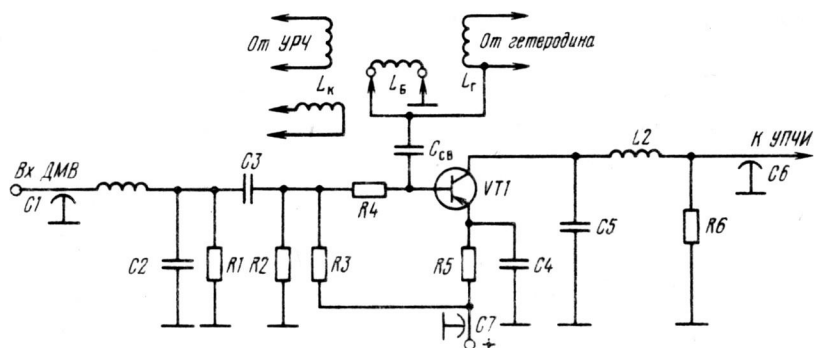 От УРЧ
От гетеродина
Lк
LБ
Lг
Вх ДМВ
C1
C3
Cсв
R4
VT1
L2
К УПЧИ
C6
C2
R1
R2
R3
R5
C4
C5
R6
C7
+